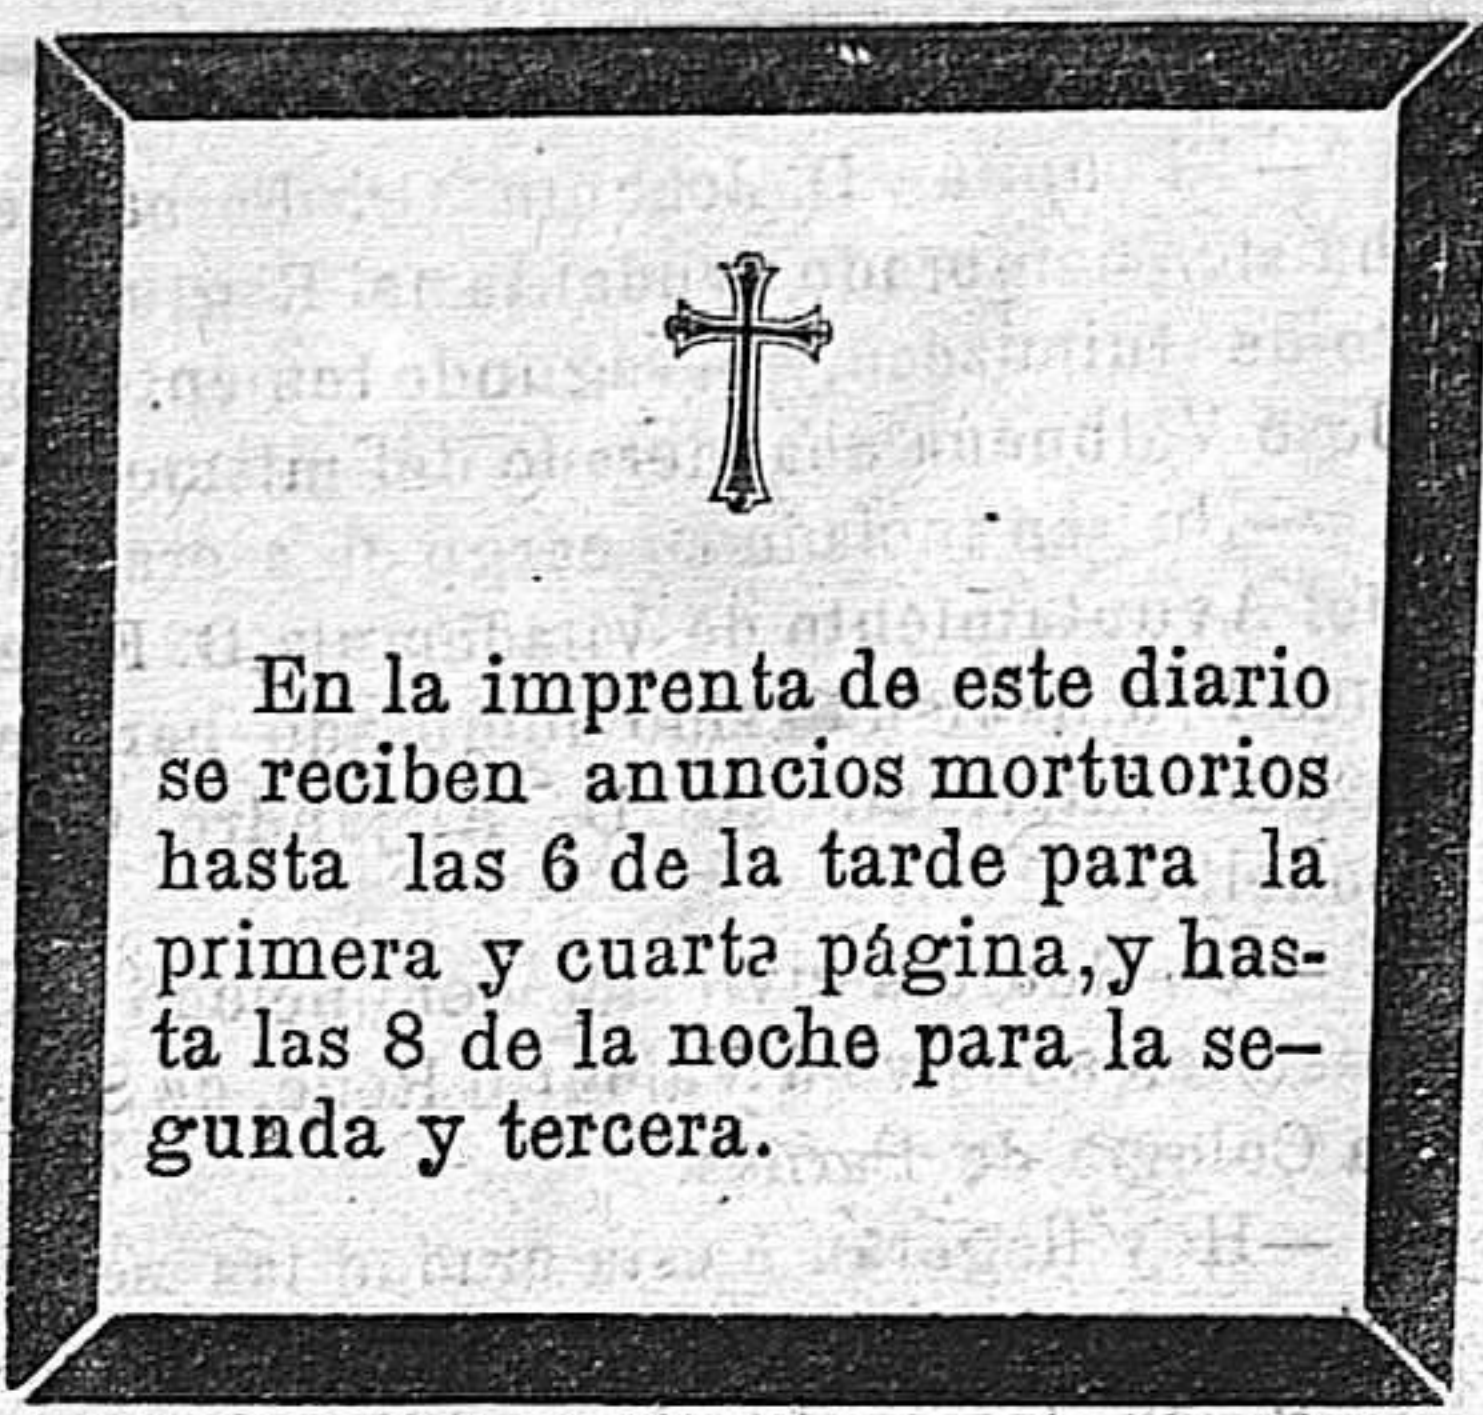 En la imprenta de este diario
se reciben anuncios mortuorios
hasta las 6 de la tarde para la
primera y cuarta página, y has-
ta las 8 de la noche para la se-
gunda y tercera.